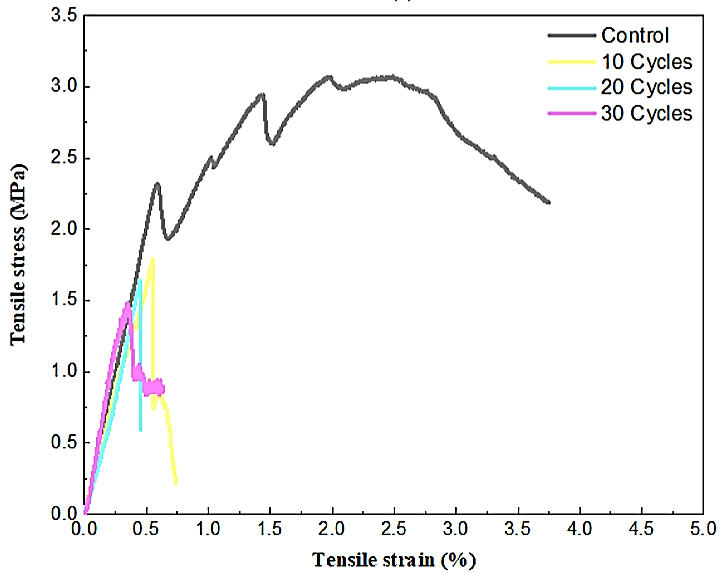 3.5
3.0
2.5
2.0
1.5
1.0
0.5
0.0
Tensile stress (MPa)
Control
10 Cycles
20 Cycles
30 Cycles
0.0 0.5 1.0 1.5 2.0 2.5 3.0 3.5 4.0 4.5 5.0
Tensile strain (%)